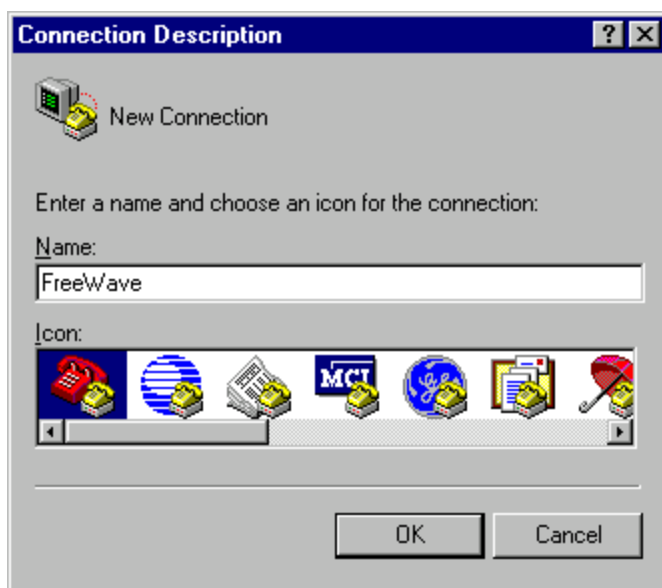 Connection Description
New Connection
Enter a name and choose an icon for the connection:
Name:
FreeWave
Icon:
MCI
OK
Cancel